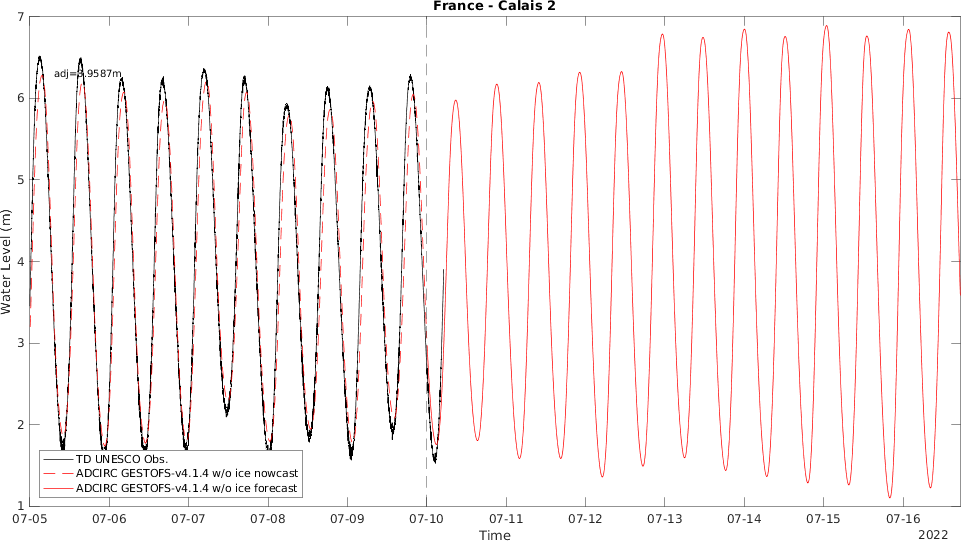 France - Calais 2
adj=3.9587m
Water Level (m)
7
6
5
4
3
2
1
TD UNESCO Obs.
ADCIRC GESTOFS-v4.1.4 w/o ice nowcast
ADCIRC GESTOFS-v4.1.4 w/o ice forecast
07-05 07-06 07-07 07-08 07-09 07-10 07-11 07-12 07-13 07-14 07-15 07-16
Time
2022